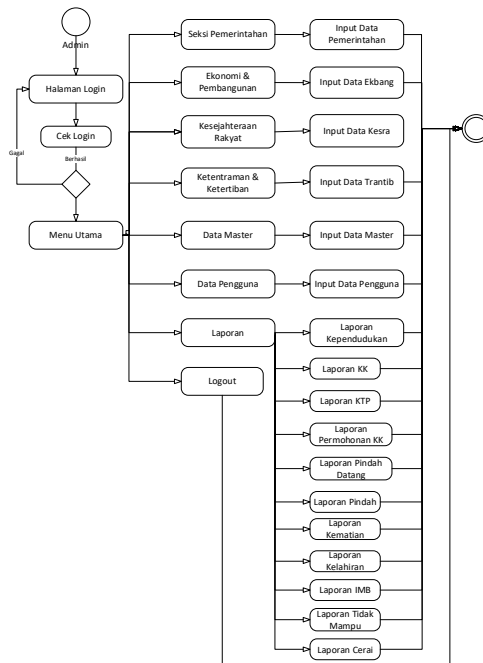 Admin
Halaman Login
Cek Login
Gagal
Berhasil
Menu Utama
Seksi Pemerintahan
Input Data
Pemerintahan
Ekonomi &
Pembangunan
Input Data Ekbang
Kesejahteraan
Rakyat
Input Data Kesra
Ketentraman &
Ketertiban
Input Data Trantib
Data Master
Input Data Master
Data Pengguna
Input Data Pengguna
Laporan
Laporan
Kependudukan
Logout
Laporan KK
Laporan KTP
Laporan
Permohonan KK
Laporan Pindah
Datang
Laporan Pindah
Laporan
Kematian
Laporan
Kelahiran
Laporan IMB
Laporan Tidak
Mampu
Laporan Cerai